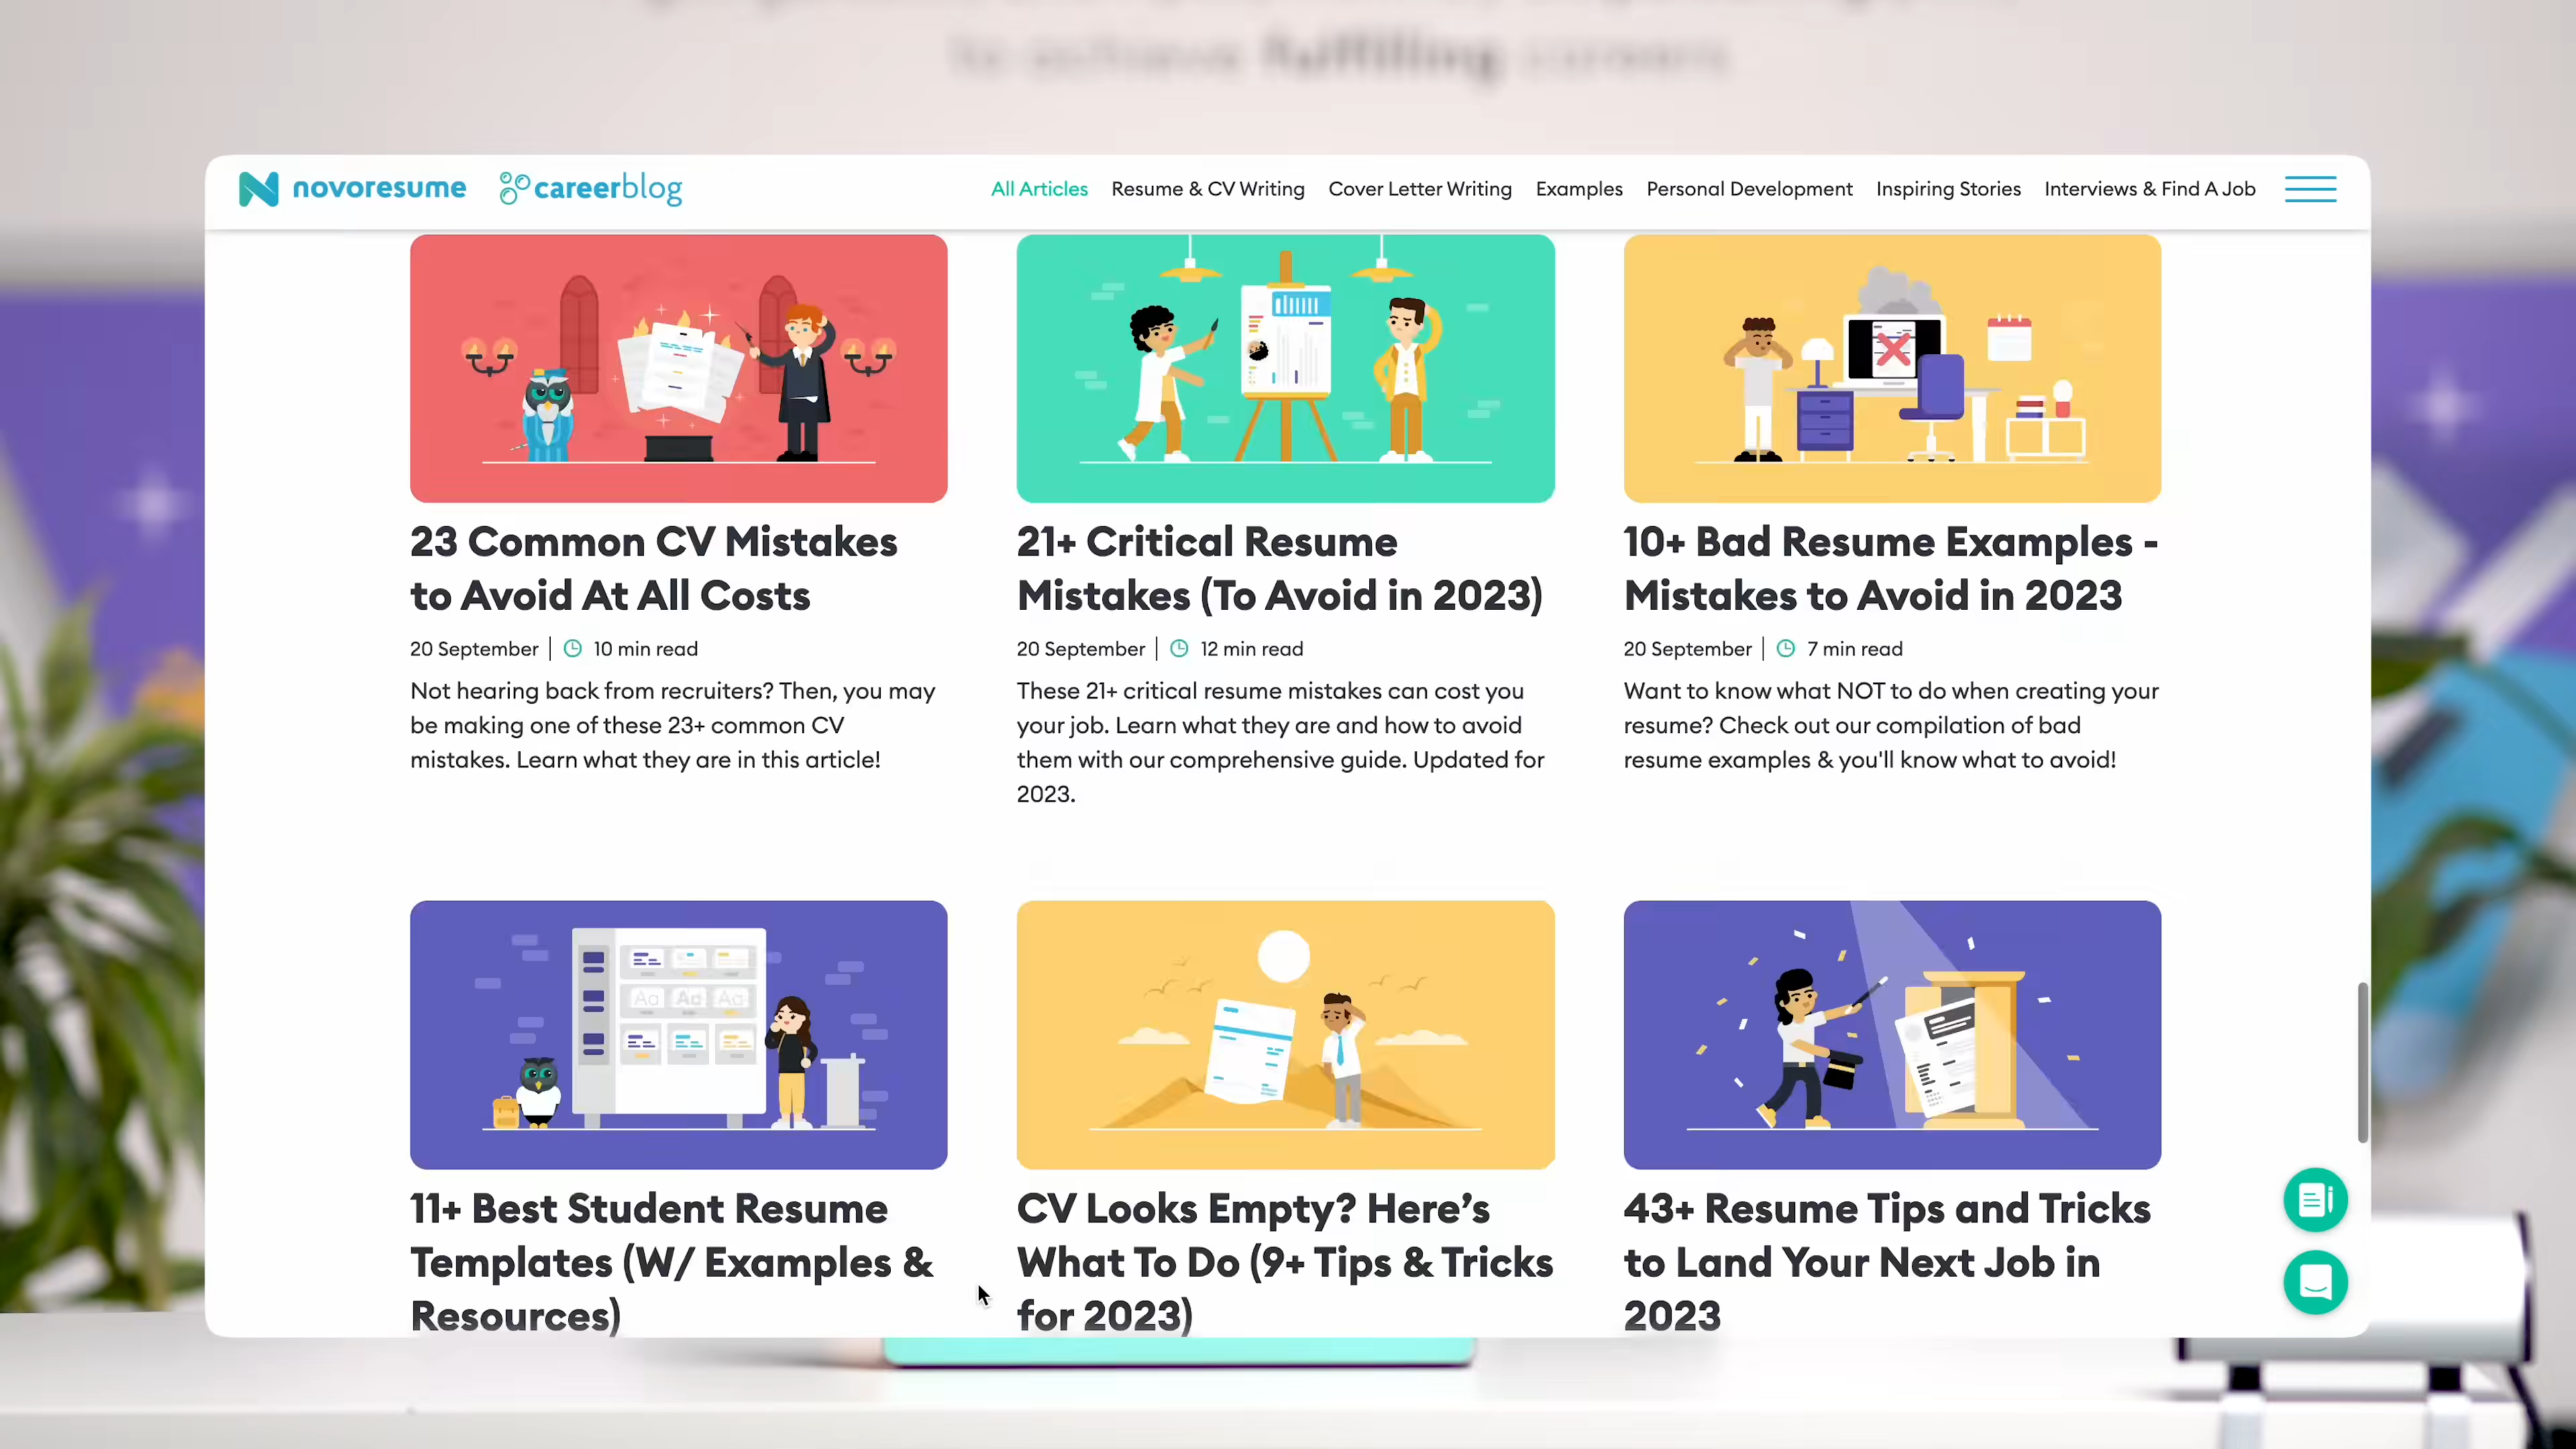 to achieve fulfilling careers
novoresume careerblog
All Articles Resume & CV Writing Cover Letter Writing Examples Personal Development Inspiring Stories Interviews & Find A Job
23 Common CV Mistakes
to Avoid At All Costs
20 September | 10 min read
Not hearing back from recruiters? Then, you may
be making one of these 23+ common CV
mistakes. Learn what they are in this article!
21+ Critical Resume
Mistakes (To Avoid in 2023)
20 September | 12 min read
These 21+ critical resume mistakes can cost you
your job. Learn what they are and how to avoid
them with our comprehensive guide. Updated for
2023.
10+ Bad Resume Examples -
Mistakes to Avoid in 2023
20 September | 7 min read
Want to know what NOT to do when creating your
resume? Check out our compilation of bad
resume examples & you'll know what to avoid!
Aa Aa Aa
11+ Best Student Resume
Templates (W/ Examples &
Resources)
CV Looks Empty? Here’s
What To Do (9+ Tips & Tricks
for 2023)
43+ Resume Tips and Tricks
to Land Your Next Job in
2023